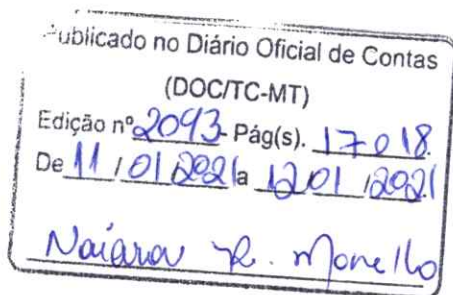 Publicado no Diário Oficial de Contas
(DOC/TC-MT)
Edição nº 2093 Pág(s). 17 e 18.
De 11 / 01 / 2021 a 12/01/2021
Naiara R.